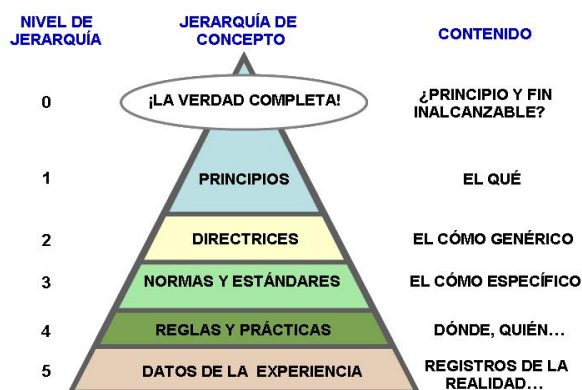 NIVEL DE
JERARQUÍA
JERARQUÍA DE
CONCEPTO
CONTENIDO
0
¡LA VERDAD COMPLETA!
¿PRINCIPIO Y FIN
INALCANZABLE?
1
PRINCIPIOS
EL QUÉ
2
DIRECTRICES
EL CÓMO GENÉRICO
3
NORMAS Y ESTÁNDARES
EL CÓMO ESPECÍFICO
4
REGLAS Y PRÁCTICAS
DÓNDE, QUIÉN...
5
DATOS DE LA EXPERIENCIA
REGISTROS DE LA
REALIDAD...